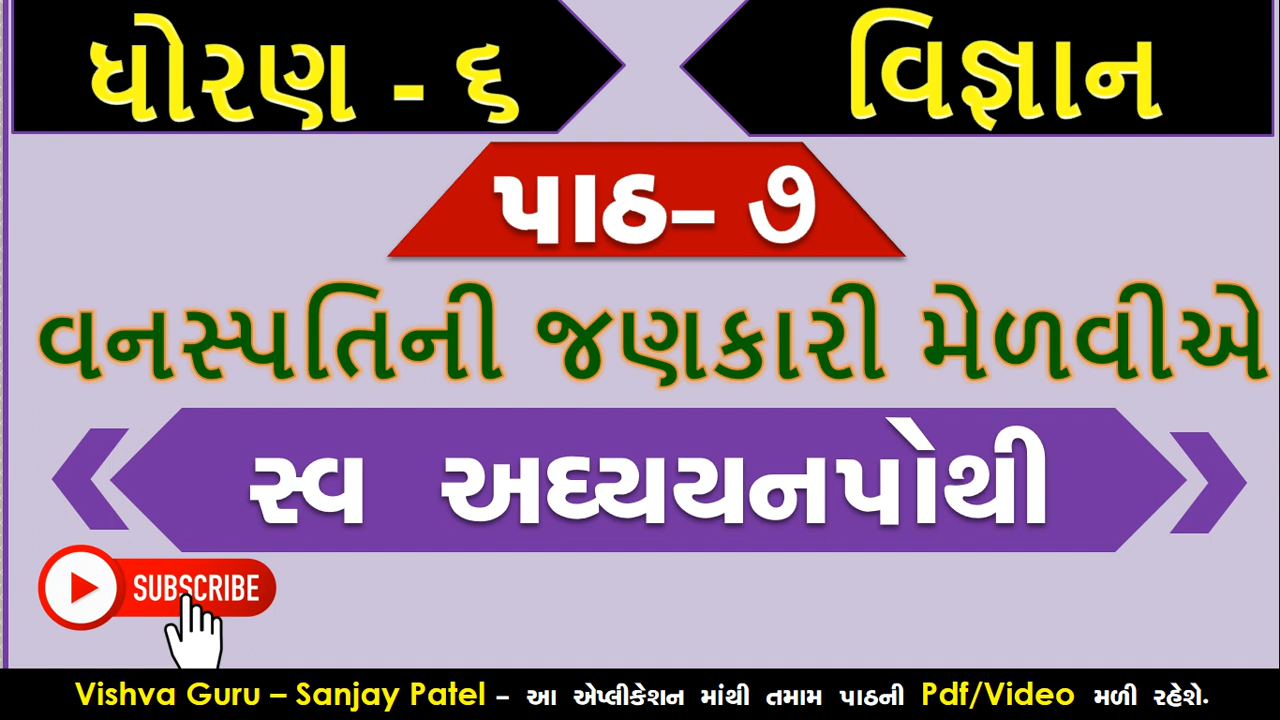 ધોરણ - ૬
વિજ્ઞાન
પાઠ– ૭
વનસ્પતિની જાણકારી મેળવીએ
સ્વ અધ્યયનપોથી
SUBSCRIBE
Vishva Guru – Sanjay Patel – આ એપ્લીકેશન માંથી તમામ પાઠની Pdf/Video મળી રહેશે.